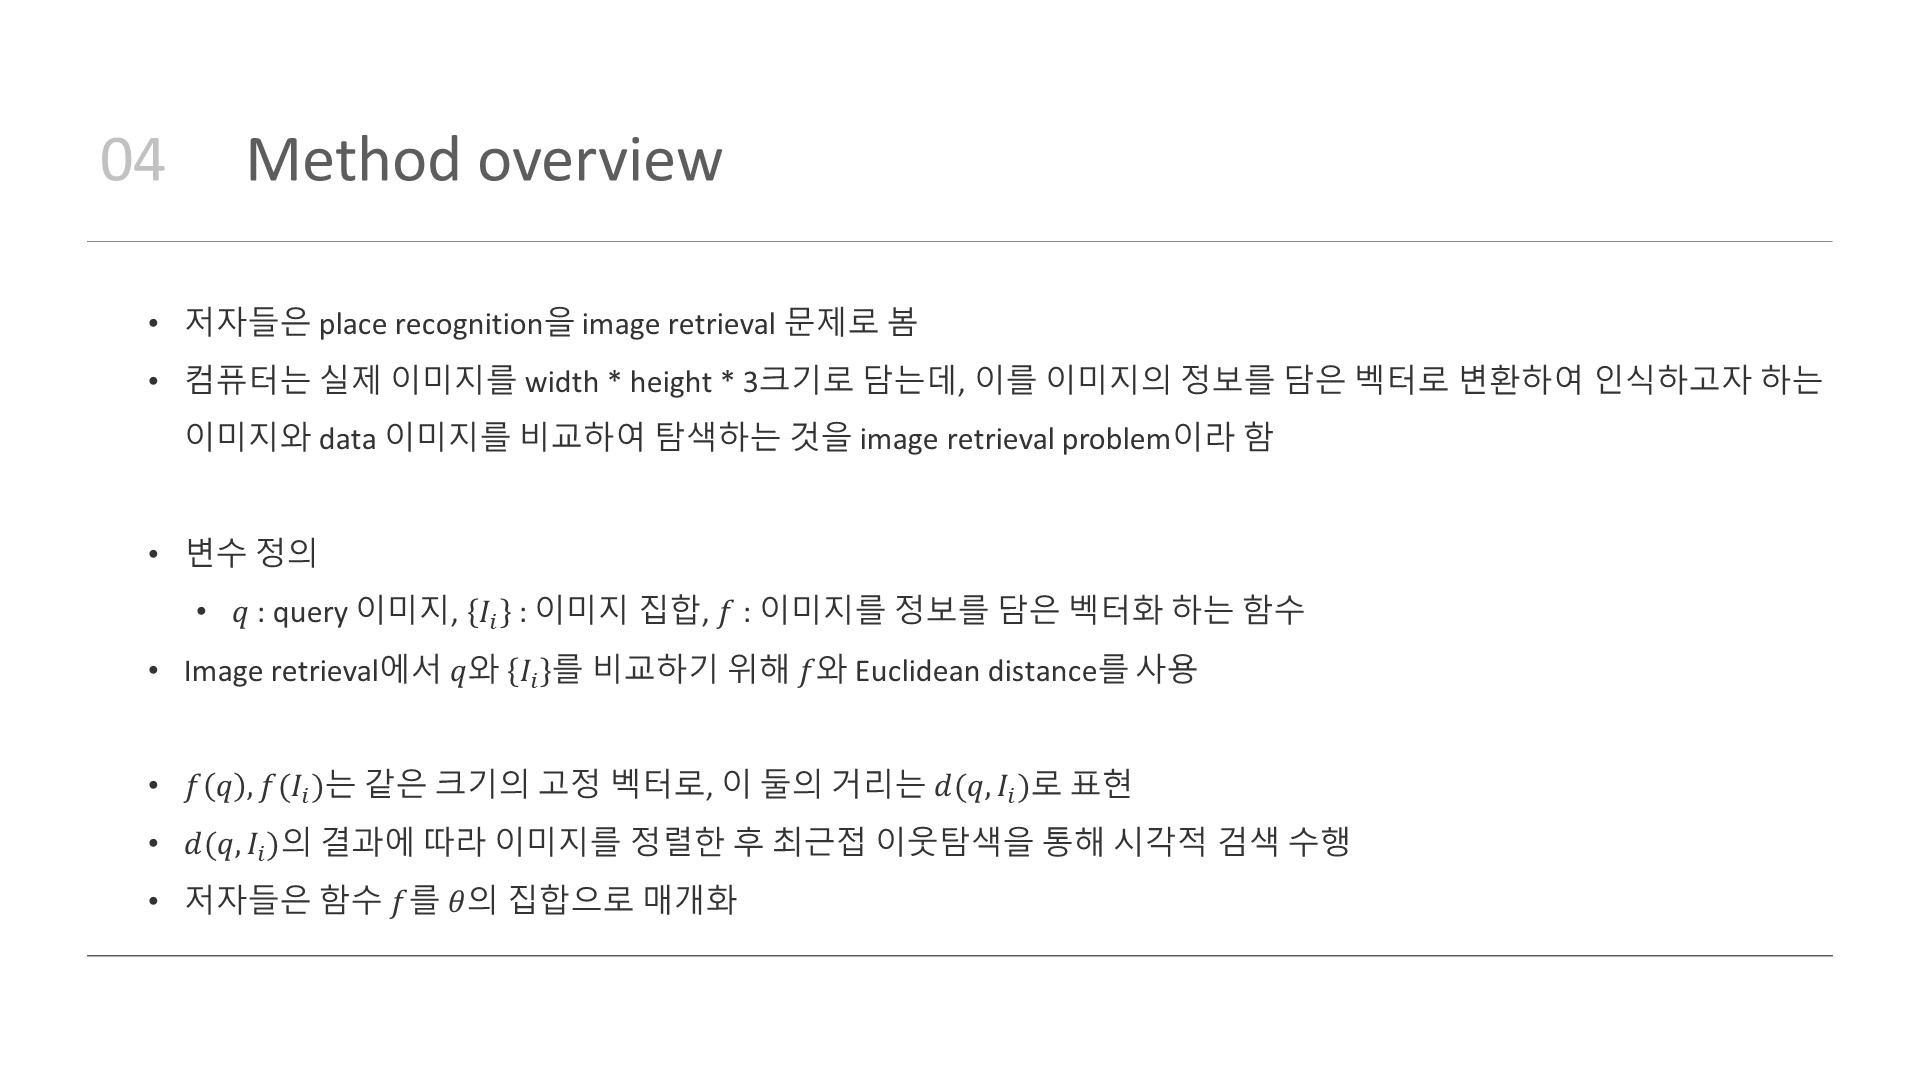 04 Method overview
• 저자들은 place recognition을 image retrieval 문제로 봄
• 컴퓨터는 실제 이미지를 width * height * 3크기로 담는데, 이를 이미지의 정보를 담은 벡터로 변환하여 인식하고자 하는
이미지와 data 이미지를 비교하여 탐색하는 것을 image retrieval problem이라 함
• 변수 정의
• q : query 이미지, {Iᵢ} : 이미지 집합, f : 이미지를 정보를 담은 벡터화 하는 함수
• Image retrieval에서 q와 {Iᵢ}를 비교하기 위해 f와 Euclidean distance를 사용
• f(q), f(Iᵢ)는 같은 크기의 고정 벡터로, 이 둘의 거리는 d(q, Iᵢ)로 표현
• d(q, Iᵢ)의 결과에 따라 이미지를 정렬한 후 최근접 이웃탐색을 통해 시각적 검색 수행
• 저자들은 함수 f를 θ의 집합으로 매개화